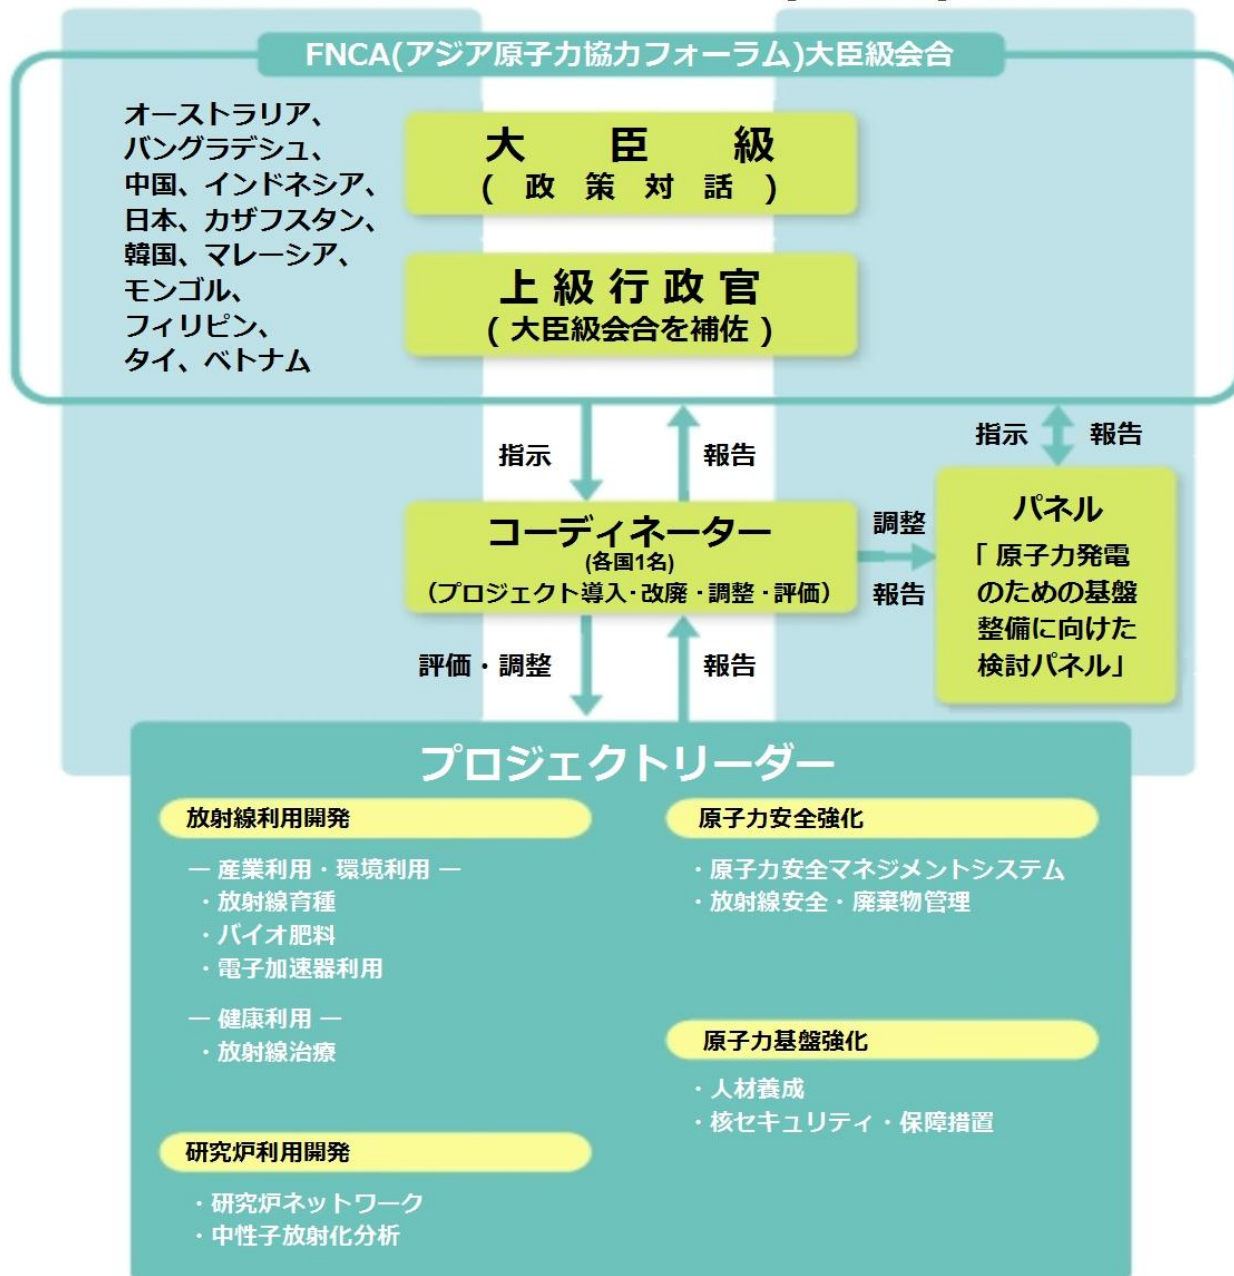 FNCA(アジア原子力協力フォーラム)大臣級会合
オーストラリア、
バングラデシュ、
中国、インドネシア、
日本、カザフスタン、
韓国、マレーシア、
モンゴル、
フィリピン、
タイ、ベトナム
大臣級
(政策対話)
上級行政官
(大臣級会合を補佐)
指示
報告
指示
報告
コーディネーター
(各国1名)
(プロジェクト導入・改廃・調整・評価)
調整
報告
パネル
「原子力発電
のための基盤
整備に向けた
検討パネル」
評価・調整
報告
プロジェクトリーダー
放射線利用開発
— 産業利用・環境利用 —
・放射線育種
・バイオ肥料
・電子加速器利用
— 健康利用 —
・放射線治療
研究炉利用開発
・研究炉ネットワーク
・中性子放射化分析
原子力安全強化
・原子力安全マネジメントシステム
・放射線安全・廃棄物管理
原子力基盤強化
・人材養成
・核セキュリティ・保障措置